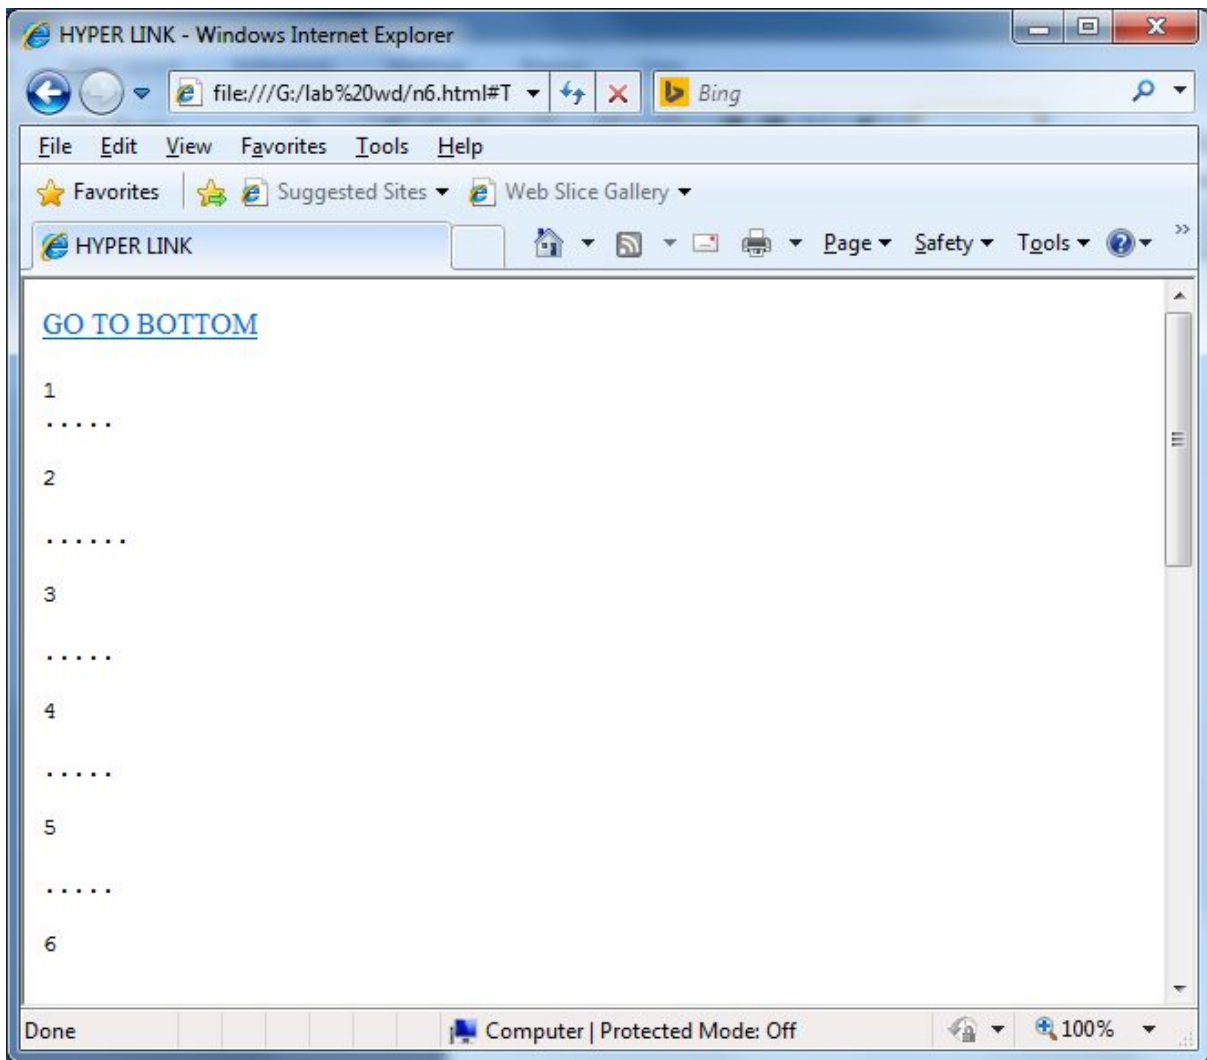 HYPER LINK - Windows Internet Explorer
file:///G:/lab%20wd/n6.html#T Bing
File Edit View Favorites Tools Help
Favorites Suggested Sites Web Slice Gallery
HYPER LINK Page Safety Tools »
GO TO BOTTOM
1
.....
2
......
3
.....
4
.....
5
.....
6
Done Computer | Protected Mode: Off 100%